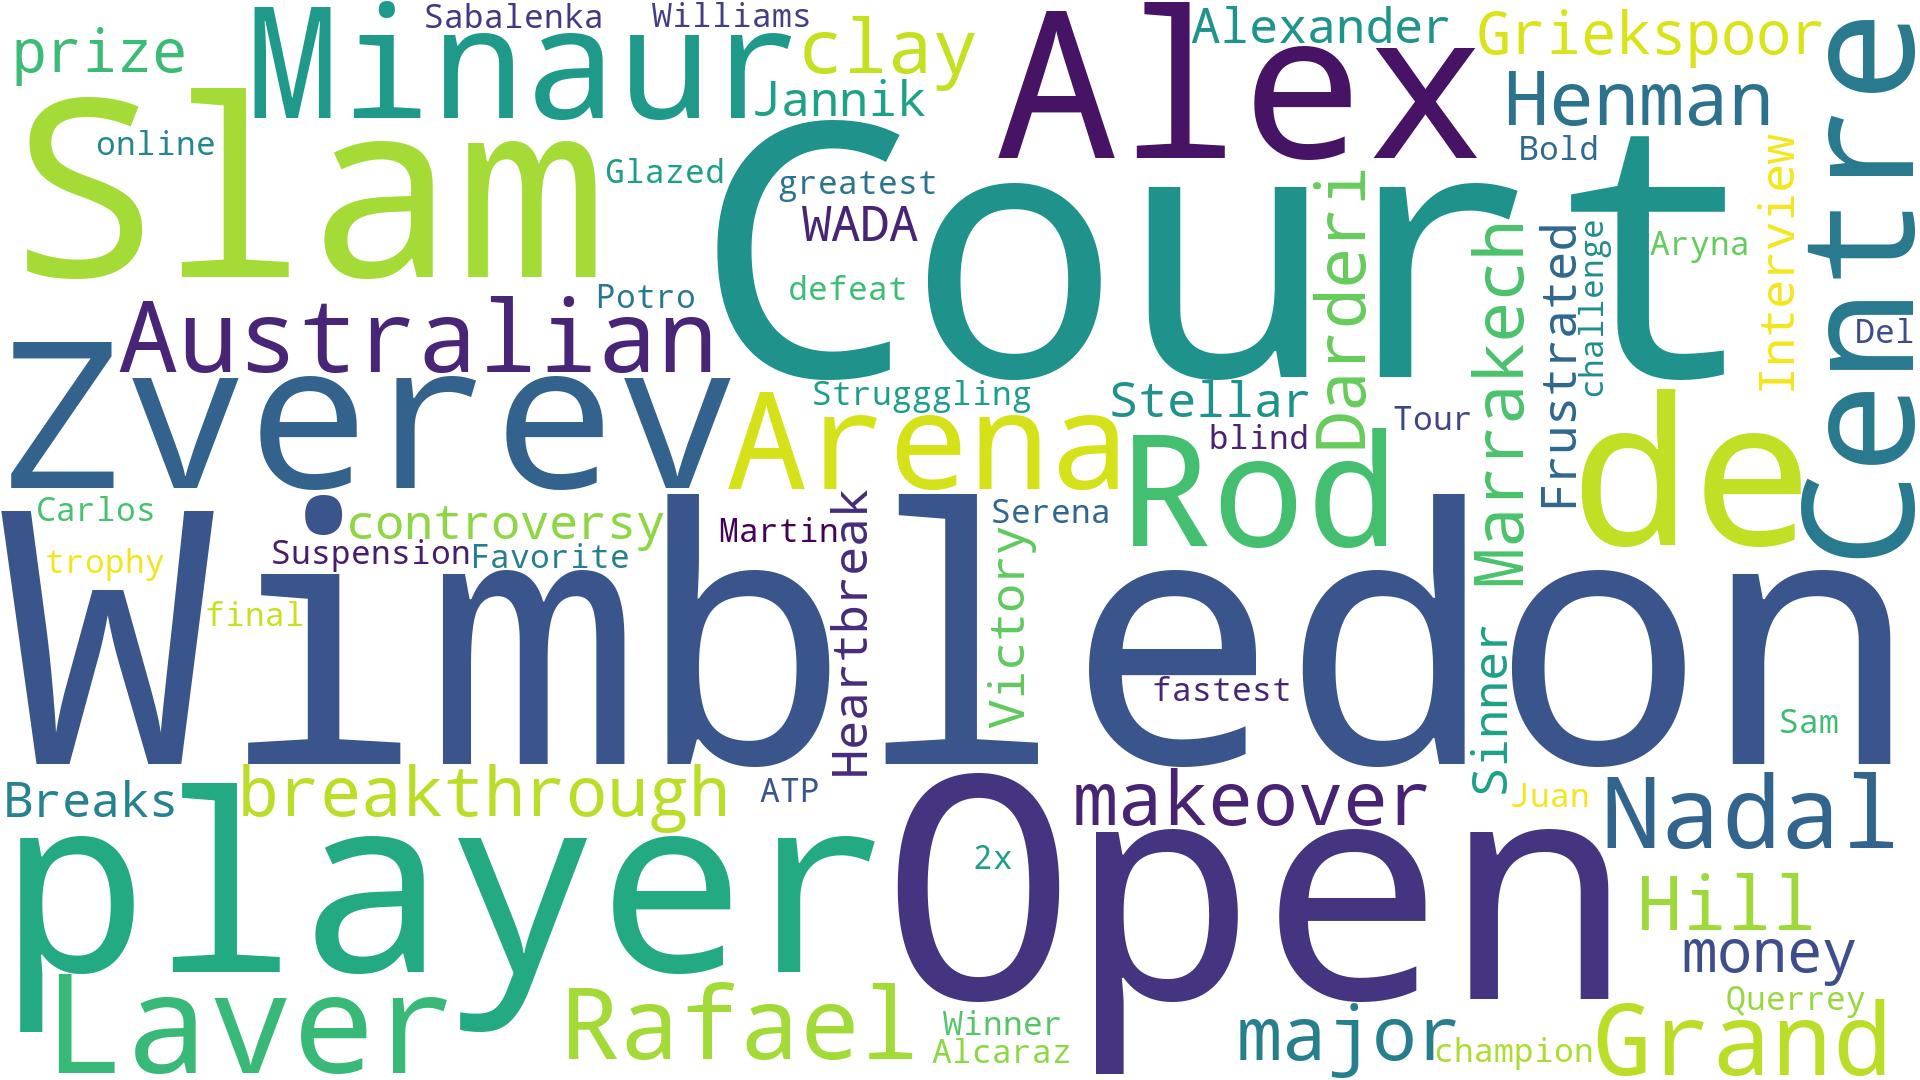 Sabalenka
Williams
Minaur
prize
clay
Alex
Alexander
Griekspoor
Centre
Jannik
Henman
Slam
online
Glazed
Court
greatest
WADA
Bold
Interview
Darderi
Marrakech
Frustrated
challenge
Aryna
defeat
Potro
Australian
Del
Zverev
Struggggling
Arena
Stellar
Tour
blind
Rod
de
Carlos
controversy
Martin
Heartbreak
Serena
Victory
trophy
Suspension
Favorite
Wimbledon
final
fastest
Sinner
Sam
Breaks
breakthrough
ATP
makeover
Juan
Nadal
player
Open
2x
Hill
money
Laver
Rafael
Winner
Alcaraz
major
champion
Querrey
Grand